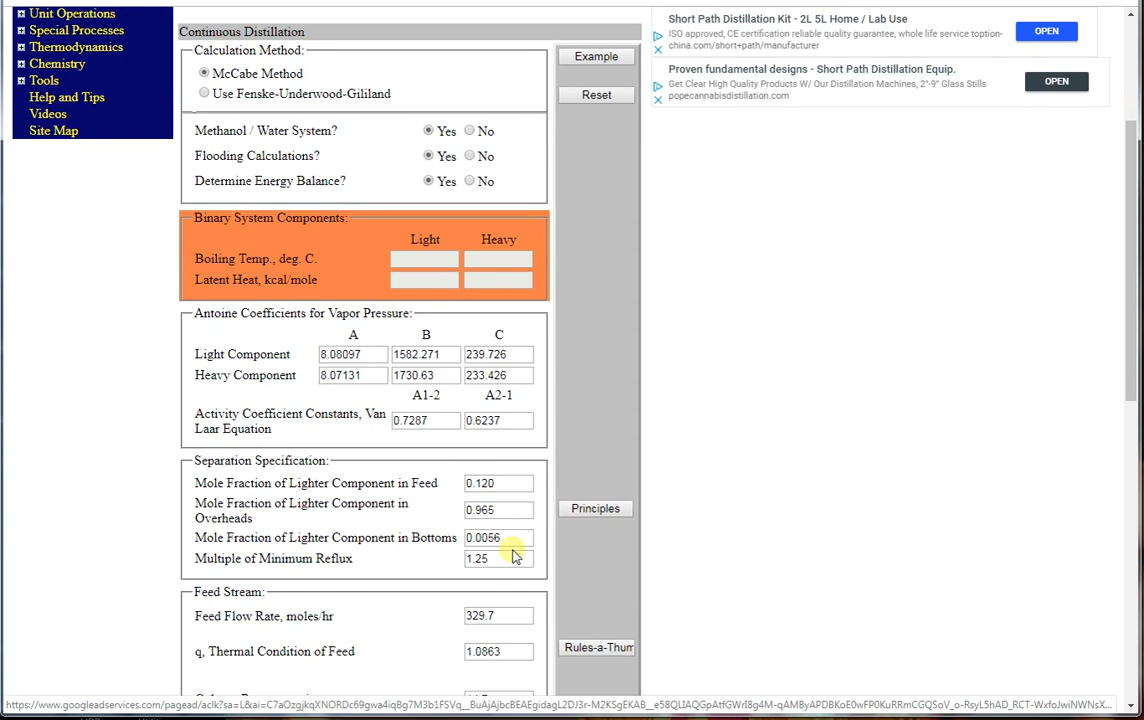 Unit Operations
Special Processes
Thermodynamics
Chemistry
Tools
Help and Tips
Videos
Site Map
Continuous Distillation
Calculation Method:
McCabe Method
Use Fenske-Underwood-Gililand
Methanol / Water System? Yes No
Flooding Calculations? Yes No
Determine Energy Balance? Yes No
Binary System Components:
Light Heavy
Boiling Temp., deg. C.
Latent Heat, kcal/mole
Antoine Coefficients for Vapor Pressure:
A B C
Light Component 8.08097 1582.271 239.726
Heavy Component 8.07131 1730.63 233.426
A1-2 A2-1
Activity Coefficient Constants, Van
Laar Equation 0.7287 0.6237
Separation Specification:
Mole Fraction of Lighter Component in Feed 0.120
Mole Fraction of Lighter Component in
Overheads 0.965
Mole Fraction of Lighter Component in Bottoms 0.0056
Multiple of Minimum Reflux 1.25
Feed Stream:
Feed Flow Rate, moles/hr 329.7
q, Thermal Condition of Feed 1.0863
Example
Reset
Principles
Rules-a-Thum
Short Path Distillation Kit - 2L 5L Home / Lab Use
ISO approved, CE certification reliable quality guarantee, whole life service toption-
china.com/short+path/manufacturer
OPEN
Proven fundamental designs - Short Path Distillation Equip.
Get Clear High Quality Products W/ Our Distillation Machines, 2"-9" Glass Stills
popecannabisdistillation.com
OPEN